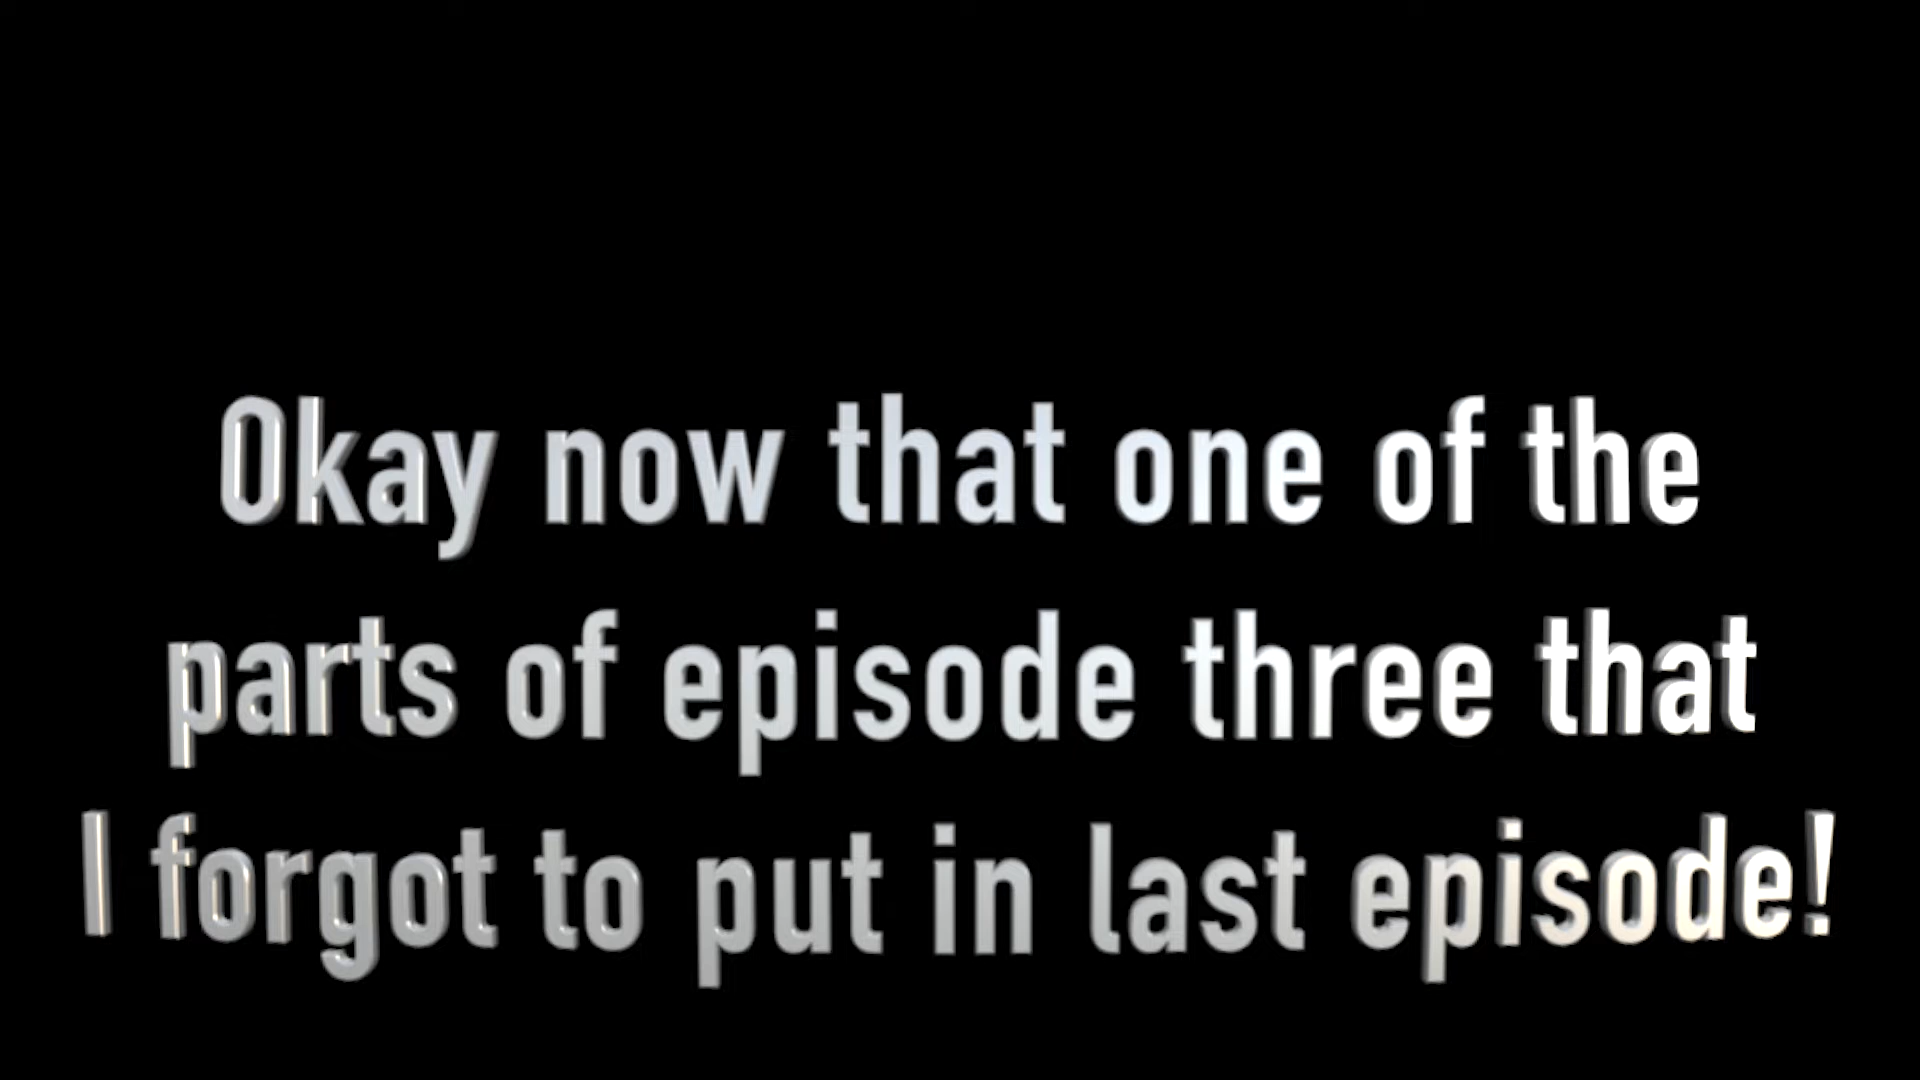 Okay now that one of the
parts of episode three that
I forgot to put in last episode!